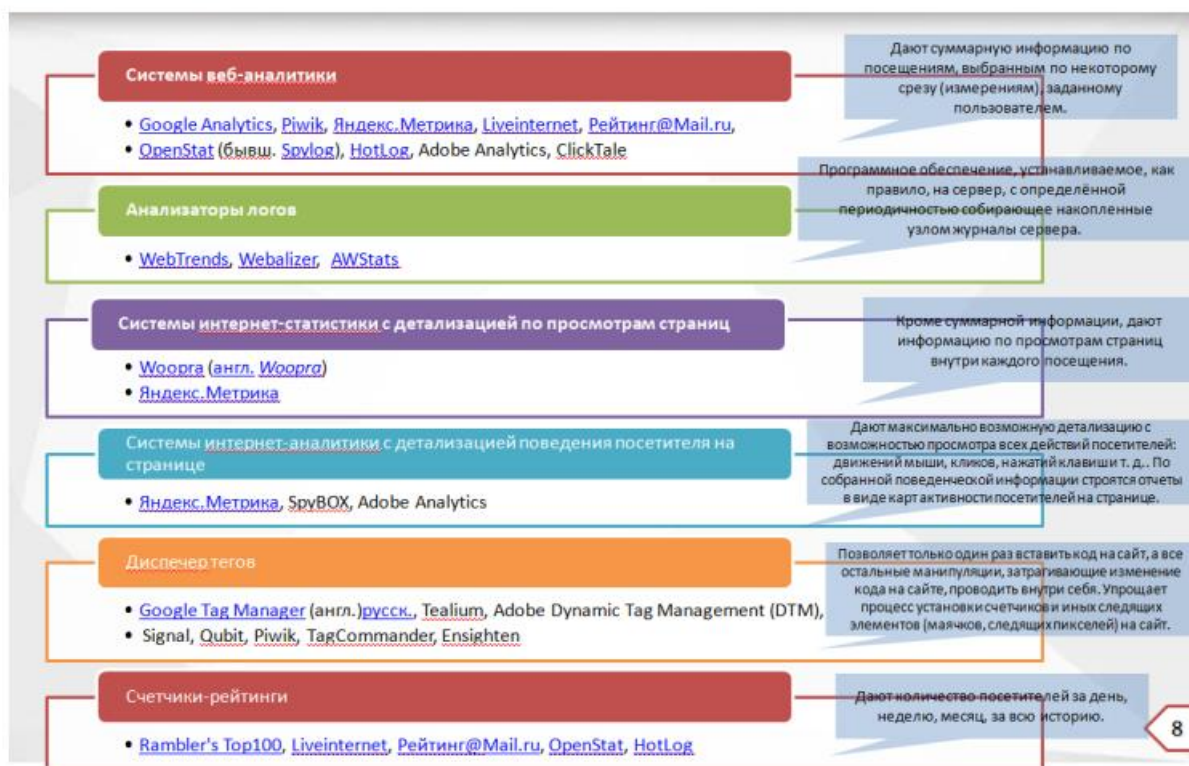 Системы веб-аналитики
Дают суммарную информацию по
посещениям, выбранным по некоторому
срезу (измерениям), заданному
пользователем.
• Google Analytics, Piwik, Яндекс.Метрика, Liveinternet, Рейтинг@Mail.ru,
• OpenStat (бывш. Spylog), HotLog, Adobe Analytics, ClickTale
Анализаторы логов
Программное обеспечение, устанавливаемое, как
правило, на сервер, с определённой
периодичностью собирающее накопленные
узлом журналы сервера.
• WebTrends, Webalizer, AWStats
Системы интернет-статистики с детализацией по просмотрам страниц
Кроме суммарной информации, дают
информацию по просмотрам страниц
внутри каждого посещения.
• Woopra (англ. Woopra)
• Яндекс.Метрика
Системы интернет-аналитики с детализацией поведения посетителя на
странице
Дают максимально возможную детализацию с
возможностью просмотра всех действий посетителей:
движений мыши, кликов, нажатий клавиш и т. д.. По
собранной поведенческой информации строятся отчеты
в виде карт активности посетителей на странице.
• Яндекс.Метрика, SpyBOX, Adobe Analytics
Диспечер тегов
Позволяет только один раз вставить код на сайт, а все
остальные манипуляции, затрагивающие изменение
кода на сайте, проводить внутри себя. Упрощает
процесс установки счетчиков и иных следящих
элементов (маячков, следящих пикселей) на сайт.
• Google Tag Manager (англ.)русск., Tealium, Adobe Dynamic Tag Management (DTM),
• Signal, Qubit, Piwik, TagCommander, Ensighten
Счетчики-рейтинги
Дают количество посетителей за день,
неделю, месяц, за всю историю.
• Rambler's Top100, Liveinternet, Рейтинг@Mail.ru, OpenStat, HotLog
8